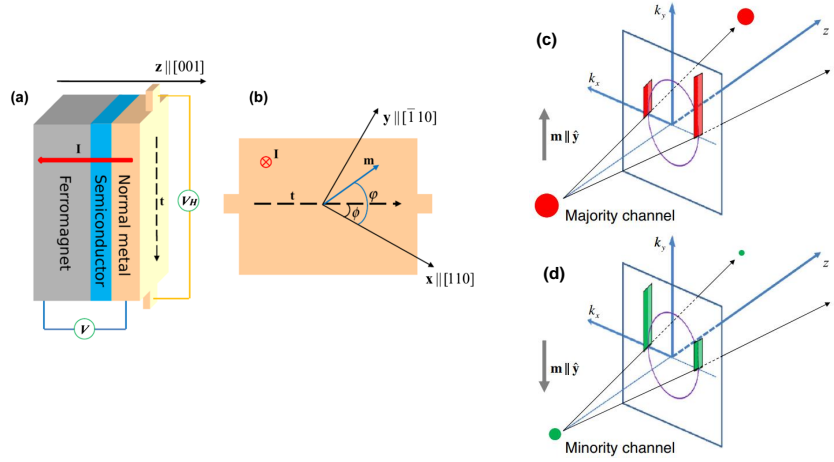 (a)
z || [001]
I
Ferromagnet
Semiconductor
Normal metal
t
V_H
V
(b)
y || [1̅ 10]
I
m
t
φ
ϕ
x || [110]
(c)
k_y
z
k_x
m || ŷ
Majority channel
(d)
k_y
z
k_x
m || ŷ
Minority channel